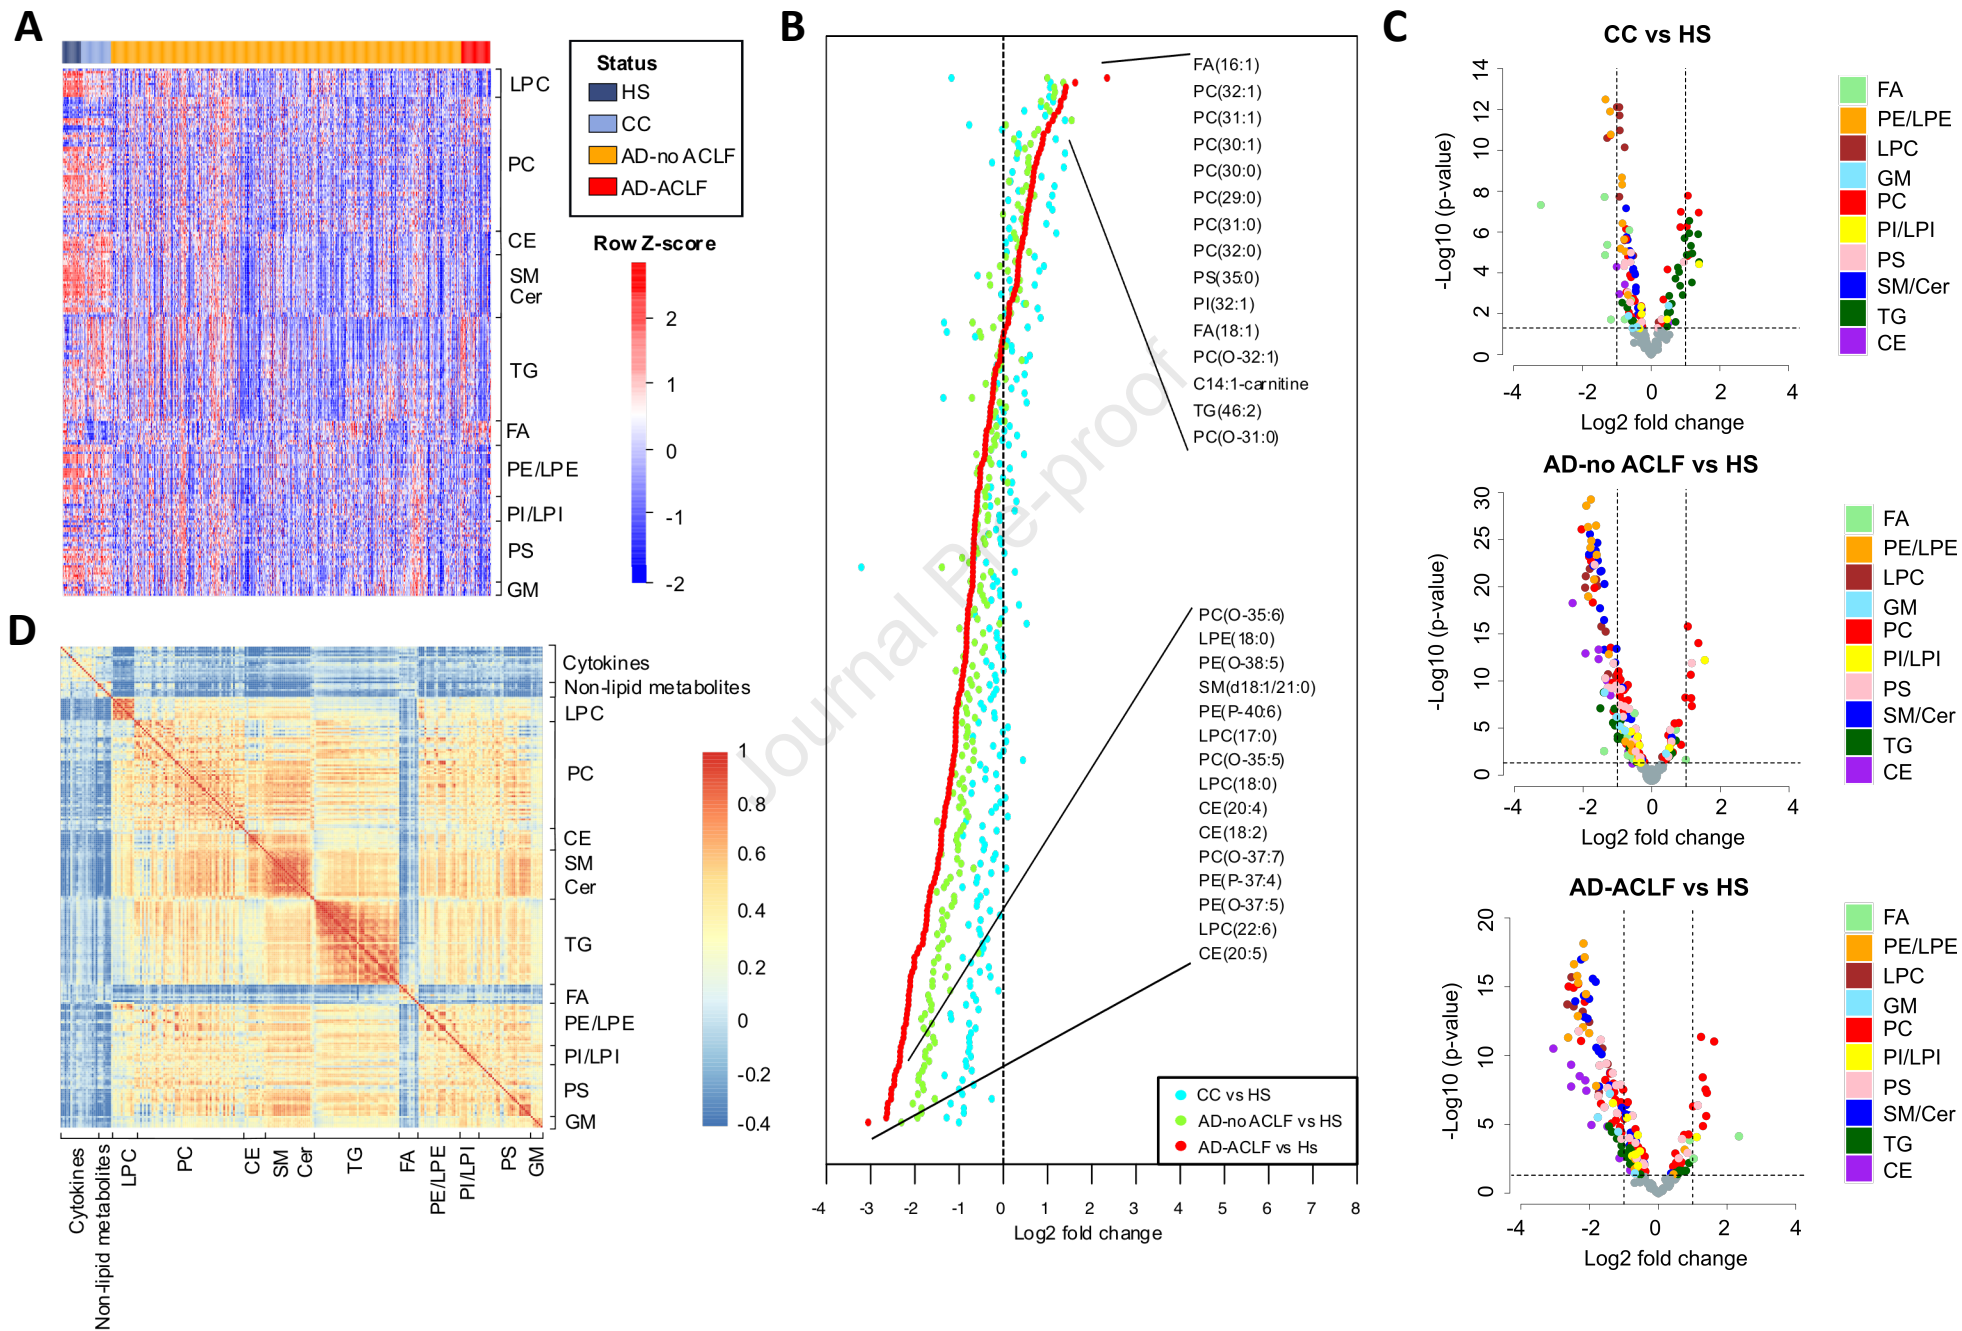 A
Status
HS
CC
AD-no ACLF
AD-ACLF
Row Z-score
2
1
0
-1
-2
LPC
PC
CE
SM
Cer
TG
FA
PE/LPE
PI/LPI
PS
GM
B
FA(16:1)
PC(32:1)
PC(31:1)
PC(30:1)
PC(30:0)
PC(29:0)
PC(31:0)
PC(32:0)
PS(35:0)
PI(32:1)
FA(18:1)
PC(O-32:1)
C14:1-carnitine
TG(46:2)
PC(O-31:0)
PC(O-35:6)
LPE(18:0)
PE(O-38:5)
SM(d18:1/21:0)
PE(P-40:6)
LPC(17:0)
PC(O-35:5)
LPC(18:0)
CE(20:4)
CE(18:2)
PC(O-37:7)
PE(P-37:4)
PE(O-37:5)
LPC(22:6)
CE(20:5)
CC vs HS
AD-no ACLF vs HS
AD-ACLF vs Hs
-4 -3 -2 -1 0 1 2 3 4 5 6 7 8
Log2 fold change
Journal Pre-proof
C
CC vs HS
-Log10 (p-value)
14
12
10
8
6
4
2
0
-4 -2 0 2 4
Log2 fold change
FA
PE/LPE
LPC
GM
PC
PI/LPI
PS
SM/Cer
TG
CE
AD-no ACLF vs HS
-Log10 (p-value)
30
25
20
15
10
5
0
-4 -2 0 2 4
Log2 fold change
FA
PE/LPE
LPC
GM
PC
PI/LPI
PS
SM/Cer
TG
CE
AD-ACLF vs HS
-Log10 (p-value)
20
15
10
5
0
-4 -2 0 2 4
Log2 fold change
FA
PE/LPE
LPC
GM
PC
PI/LPI
PS
SM/Cer
TG
CE
D
Cytokines
Non-lipid metabolites
LPC
PC
CE
SM
Cer
TG
FA
PE/LPE
PI/LPI
PS
GM
1
0.8
0.6
0.4
0.2
0
-0.2
-0.4
Cytokines
Non-lipid metabolites
LPC
PC
CE
SM
Cer
TG
FA
PE/LPE
PI/LPI
PS
GM